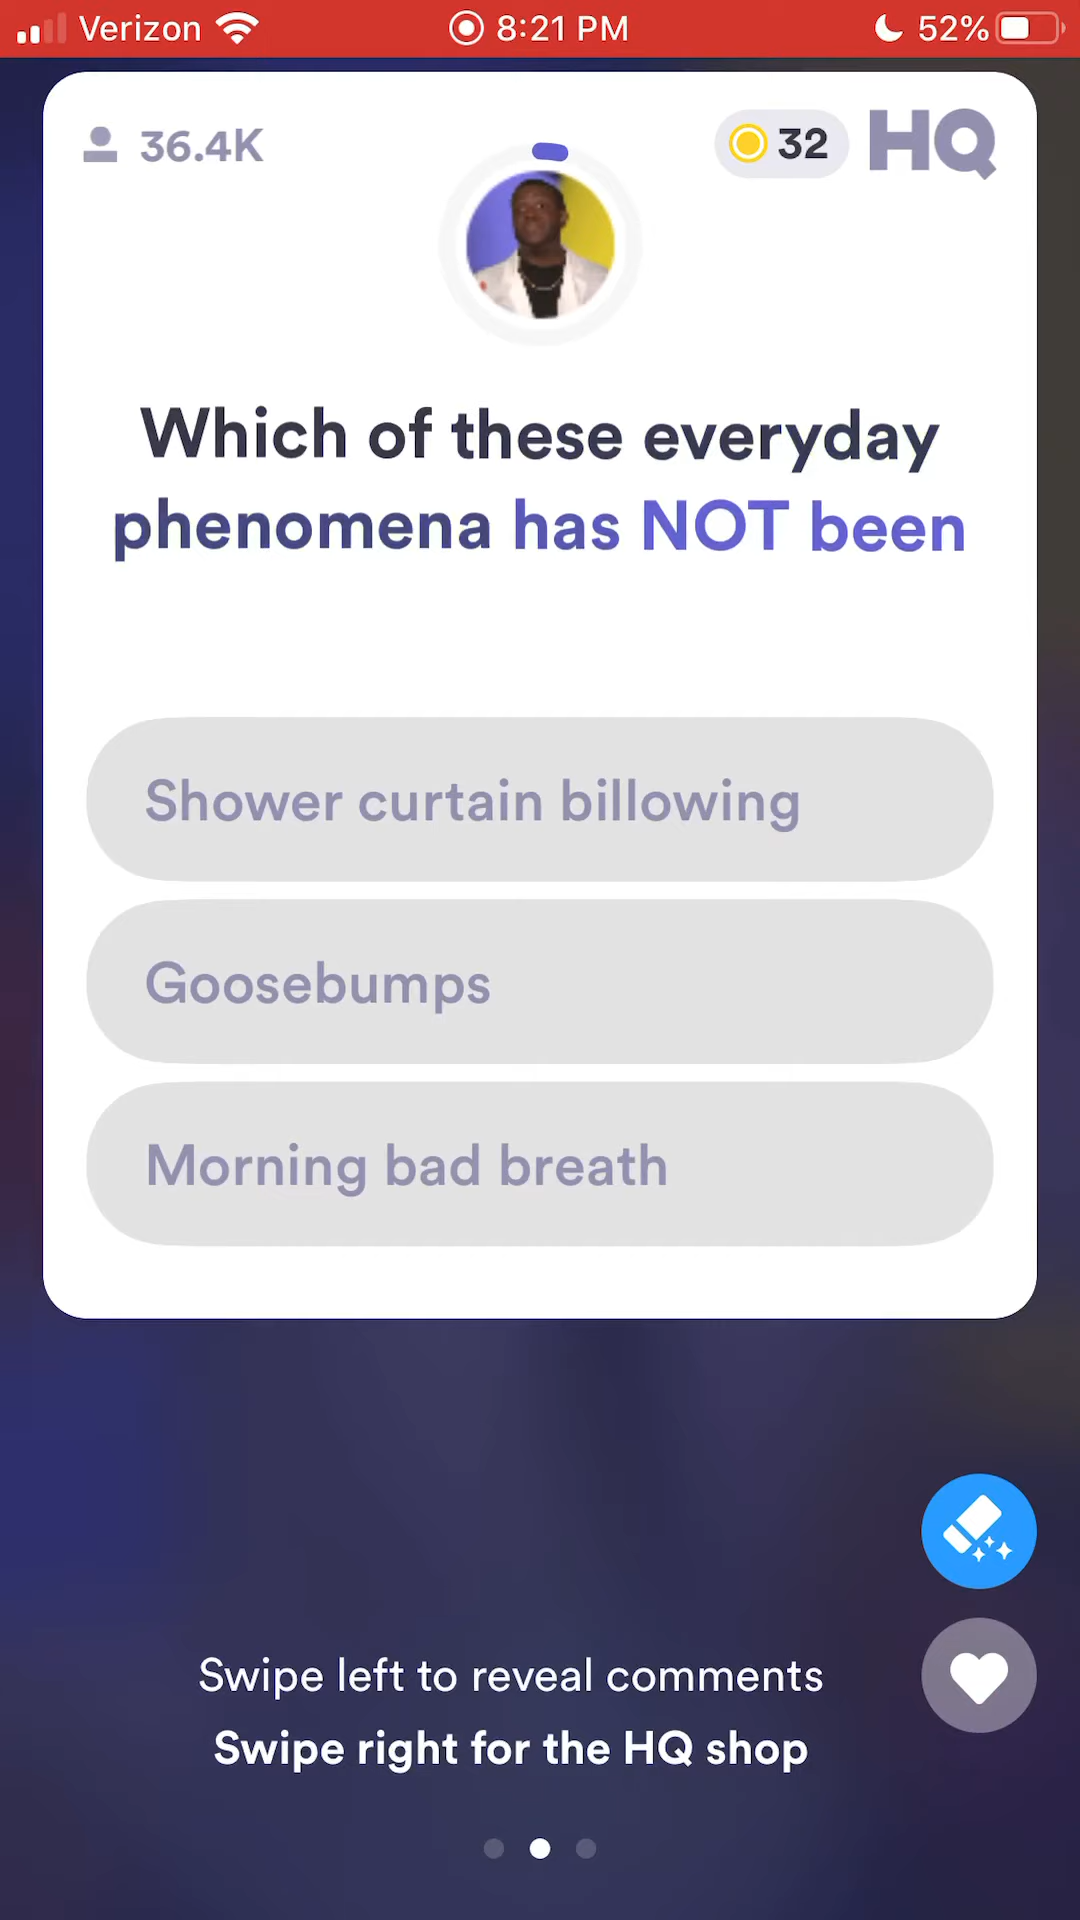 Verizon 8:21 PM 52%
36.4K 32 HQ
Which of these everyday
phenomena has NOT been
Shower curtain billowing
Goosebumps
Morning bad breath
Swipe left to reveal comments
Swipe right for the HQ shop